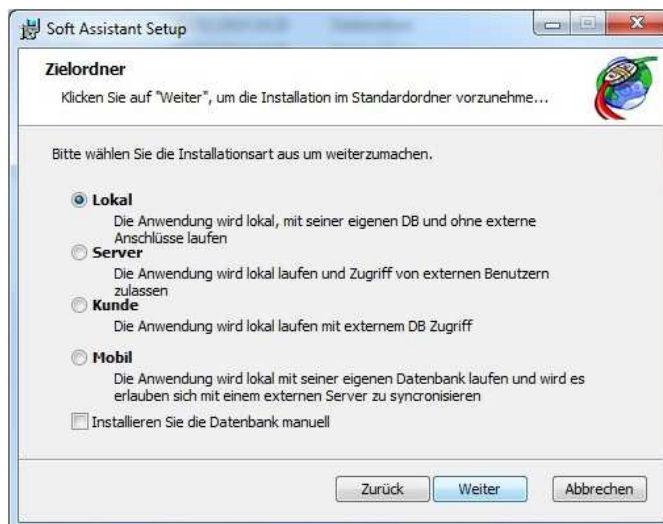 Soft Assistant Setup
Zielordner
Klicken Sie auf "Weiter", um die Installation im Standardordner vorzunehme...
Bitte wählen Sie die Installationsart aus um weiterzumachen.
Lokal
Die Anwendung wird lokal, mit seiner eigenen DB und ohne externe
Anschlüsse laufen
Server
Die Anwendung wird lokal laufen und Zugriff von externen Benutzern
zulassen
Kunde
Die Anwendung wird lokal laufen mit externem DB Zugriff
Mobil
Die Anwendung wird lokal mit seiner eigenen Datenbank laufen und wird es
erlauben sich mit einem externen Server zu syncronisieren
Installieren Sie die Datenbank manuell
Zurück Weiter Abbrechen